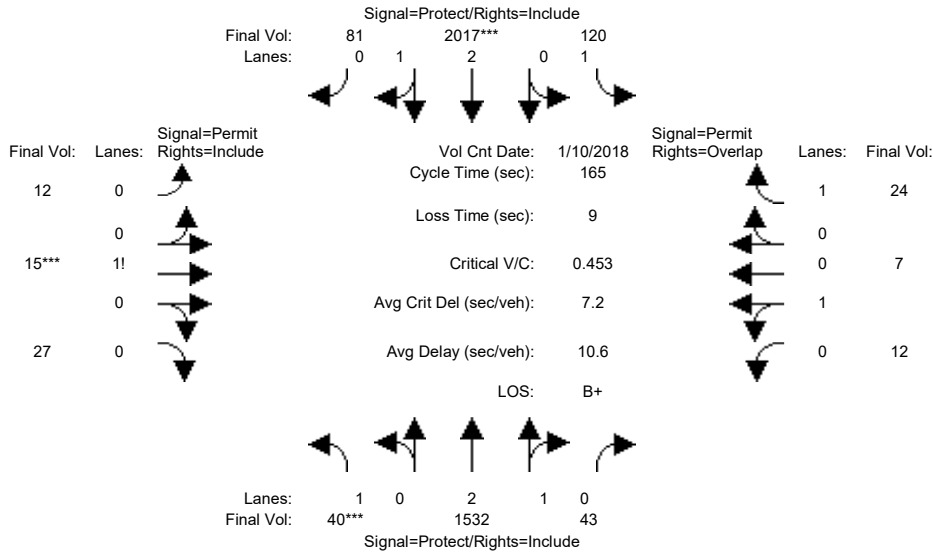 Signal=Protect/Rights=Include
Final Vol: 81 2017*** 120
Lanes: 0 1 2 0 1
Signal=Permit Signal=Permit
Final Vol: Lanes: Rights=Include Vol Cnt Date: 1/10/2018 Rights=Overlap Lanes: Final Vol:
Cycle Time (sec): 165
12 0 1 24
Loss Time (sec): 9
0 0
15*** 1! Critical V/C: 0.453 0 7
0 Avg Crit Del (sec/veh): 7.2 1
27 0 Avg Delay (sec/veh): 10.6 0 12
LOS: B+
Lanes: 1 0 2 1 0
Final Vol: 40*** 1532 43
Signal=Protect/Rights=Include